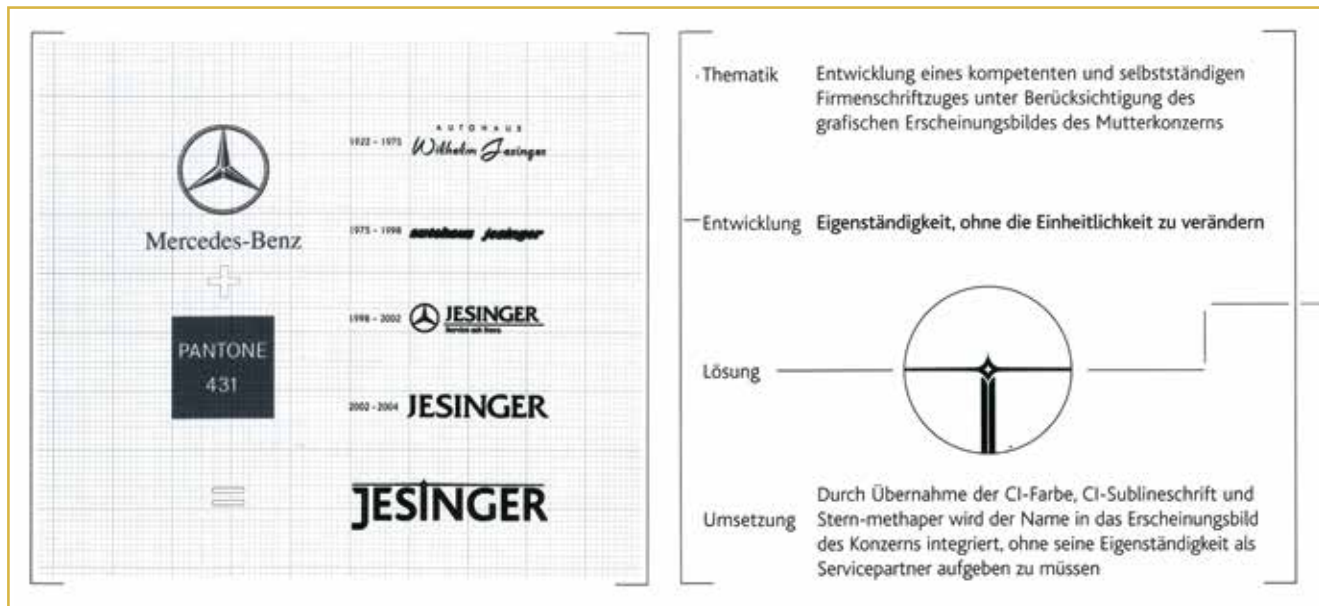 Mercedes-Benz
PANTONE
431
1922 - 1975
AUTOHAUS
Wilhelm Jesinger
1975 - 1998 autohaus jesinger
1998 - 2002 JESINGER
Service mit Stern
2002 - 2004 JESINGER
JESINGER
Thematik
Entwicklung eines kompetenten und selbstständigen
Firmenschriftzuges unter Berücksichtigung des
grafischen Erscheinungsbildes des Mutterkonzerns
Entwicklung
Eigenständigkeit, ohne die Einheitlichkeit zu verändern
Lösung
Umsetzung
Durch Übernahme der CI-Farbe, CI-Sublineschrift und
Stern-methaper wird der Name in das Erscheinungsbild
des Konzerns integriert, ohne seine Eigenständigkeit als
Servicepartner aufgeben zu müssen